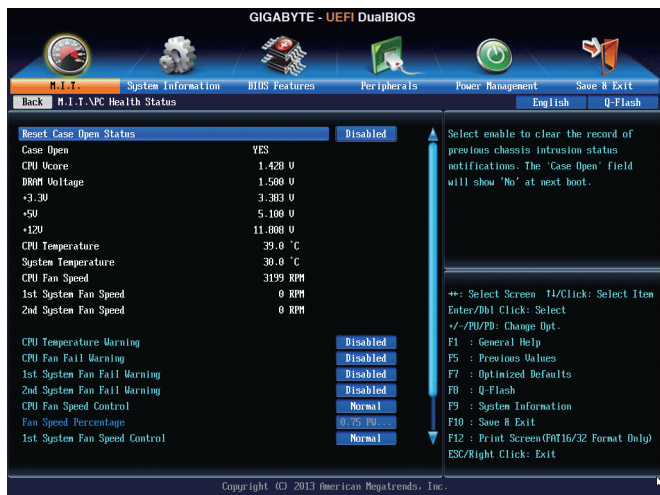 GIGABYTE - UEFI DualBIOS
M.I.T. System Information BIOS Features Peripherals Power Management Save & Exit
Back M.I.T.\PC Health Status English Q-Flash
Reset Case Open Status Disabled
Case Open YES
CPU Vcore 1.428 V
DRAM Voltage 1.500 V
+3.3V 3.383 V
+5V 5.100 V
+12V 11.808 V
CPU Temperature 39.0 °C
System Temperature 30.0 °C
CPU Fan Speed 3199 RPM
1st System Fan Speed 0 RPM
2nd System Fan Speed 0 RPM
CPU Temperature Warning Disabled
CPU Fan Fail Warning Disabled
1st System Fan Fail Warning Disabled
2nd System Fan Fail Warning Disabled
CPU Fan Speed Control Normal
Fan Speed Percentage 0.75 PW...
1st System Fan Speed Control Normal
Select enable to clear the record of
previous chassis intrusion status
notifications. The 'Case Open' field
will show 'No' at next boot.
→←: Select Screen ↑↓/Click: Select Item
Enter/Dbl Click: Select
+/-/PU/PD: Change Opt.
F1 : General Help
F5 : Previous Values
F7 : Optimized Defaults
F8 : Q-Flash
F9 : System Information
F10 : Save & Exit
F12 : Print Screen(FAT16/32 Format Only)
ESC/Right Click: Exit
Copyright (C) 2013 American Megatrends, Inc.